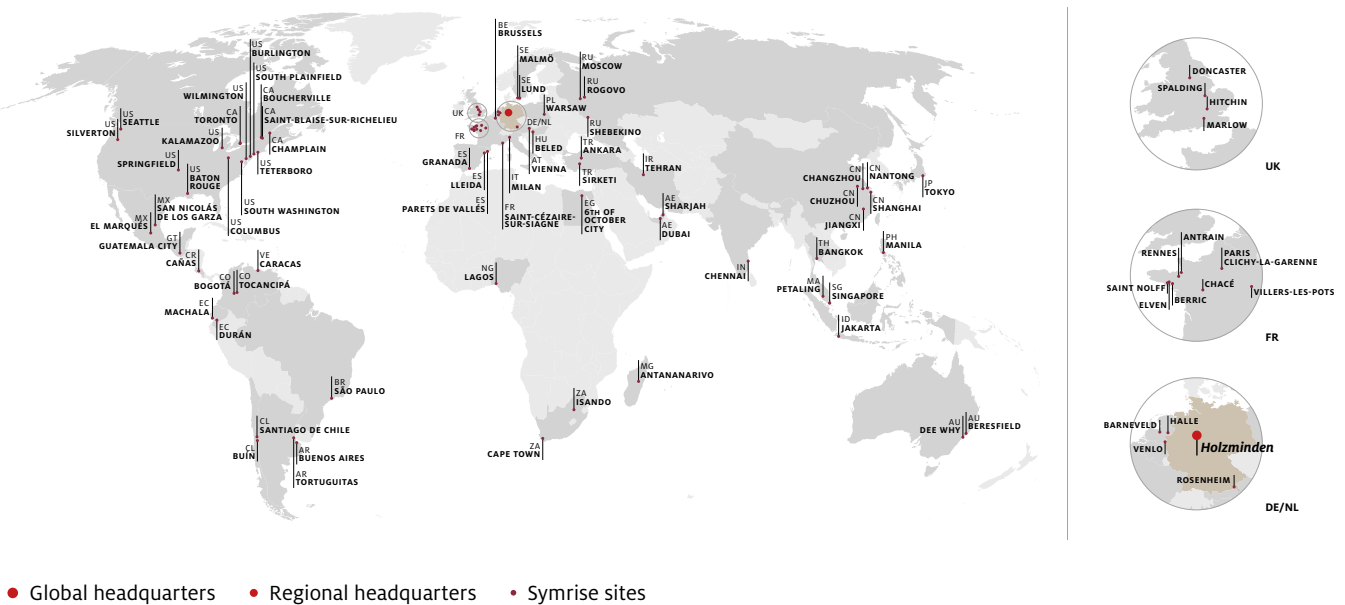 BE
BRUSSELS
SE
MALMÖ
RU
MOSCOW
SE
LUND
RU
ROGOVO
PL
WARSAW
DE/NL
UK
FR
RU
SHEBEKINO
HU
BELED
AT
VIENNA
TR
ANKARA
TR
SIRKETI
ES
GRANADA
ES
LLEIDA
ES
PARETS DE VALLÉS
IT
MILAN
FR
SAINT-CÉZAIRE-
SUR-SIAGNE
EG
6TH OF
OCTOBER
CITY
IR
TEHRAN
AE
SHARJAH
AE
DUBAI
US
BURLINGTON
US
SOUTH PLAINFIELD
US
WILMINGTON
CA
BOUCHERVILLE
CA
TORONTO
CA
SAINT-BLAISE-SUR-RICHELIEU
US
SEATTLE
US
SILVERTON
US
KALAMAZOO
CA
CHAMPLAIN
US
SPRINGFIELD
US
TETERBORO
US
BATON
ROUGE
US
SOUTH WASHINGTON
US
COLUMBUS
MX
SAN NICOLÁS
DE LOS GARZA
MX
EL MARQUÉS
GT
GUATEMALA CITY
CR
CAÑAS
VE
CARACAS
CO
BOGOTÁ
CO
TOCANCIPÁ
EC
MACHALA
EC
DURÁN
BR
SÃO PAULO
CL
SANTIAGO DE CHILE
CL
BUIN
AR
BUENOS AIRES
AR
TORTUGUITAS
NG
LAGOS
MG
ANTANANARIVO
ZA
ISANDO
ZA
CAPE TOWN
CN
CHANGZHOU
CN
NANTONG
CN
CHUZHOU
CN
SHANGHAI
CN
JIANGXI
JP
TOKYO
PH
MANILA
TH
BANGKOK
IN
CHENNAI
MA
PETALING
SG
SINGAPORE
ID
JAKARTA
AU
DEE WHY
AU
BERESFIELD
DONCASTER
SPALDING
HITCHIN
MARLOW
UK
ANTRAIN
RENNES
PARIS
CLICHY-LA-GARENNE
SAINT NOLFF
CHACÉ
VILLERS-LES-POTS
ELVEN
BERRIC
FR
BARNEVELD
HALLE
VENLO
Holzminden
ROSENHEIM
DE/NL
Global headquarters
Regional headquarters
Symrise sites